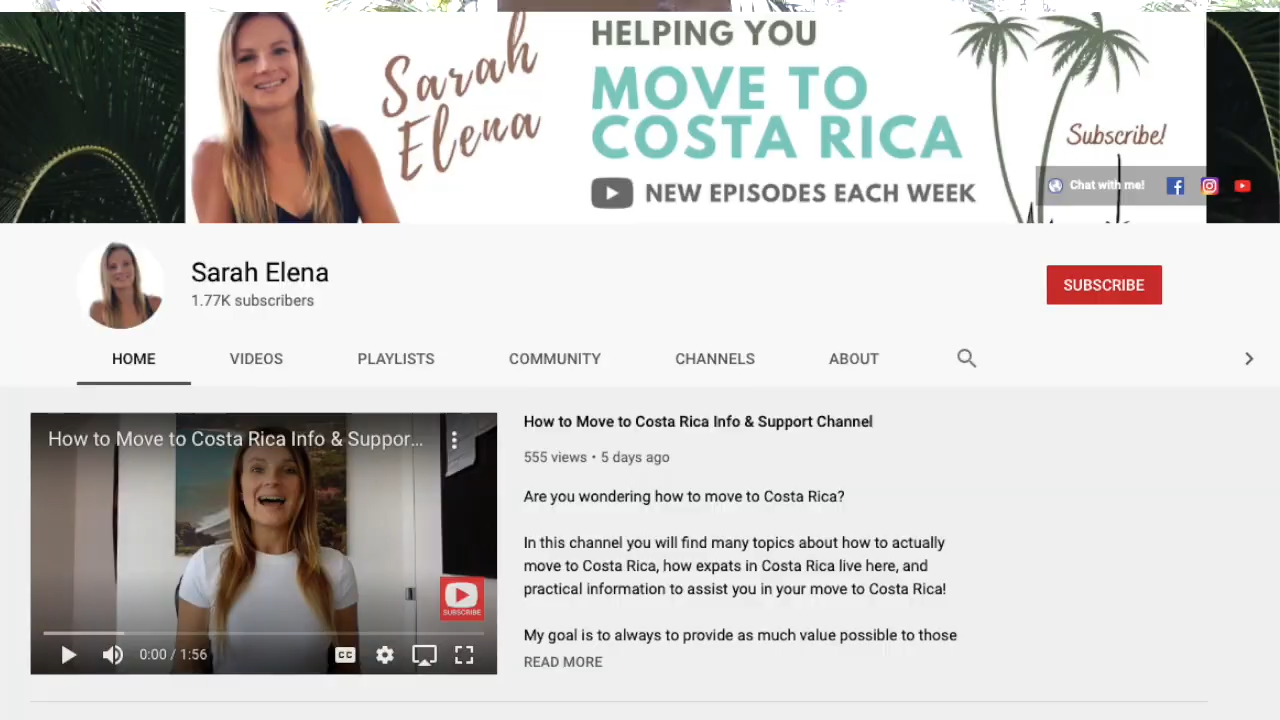 Sarah
Elena
HELPING YOU
MOVE TO
COSTA RICA
NEW EPISODES EACH WEEK
Subscribe!
Chat with me!
Sarah Elena
1.77K subscribers
SUBSCRIBE
HOME VIDEOS PLAYLISTS COMMUNITY CHANNELS ABOUT
How to Move to Costa Rica Info & Suppor...
SUBSCRIBE
0:00 / 1:56
CC
How to Move to Costa Rica Info & Support Channel
555 views • 5 days ago
Are you wondering how to move to Costa Rica?
In this channel you will find many topics about how to actually
move to Costa Rica, how expats in Costa Rica live here, and
practical information to assist you in your move to Costa Rica!
My goal is to always to provide as much value possible to those
READ MORE